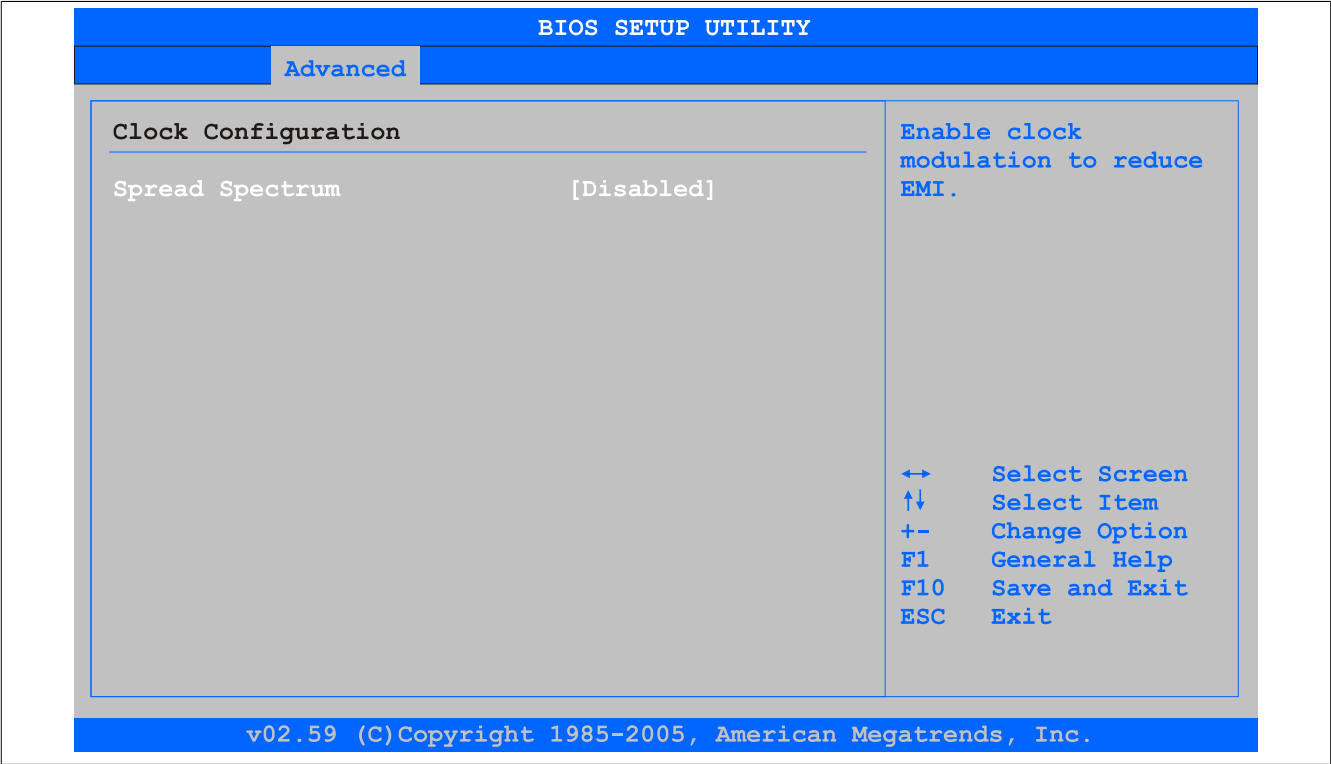 BIOS SETUP UTILITY
Advanced
Clock Configuration
Spread Spectrum [Disabled]
Enable clock
modulation to reduce
EMI.
←→ Select Screen
↑↓ Select Item
+- Change Option
F1 General Help
F10 Save and Exit
ESC Exit
v02.59 (C)Copyright 1985-2005, American Megatrends, Inc.